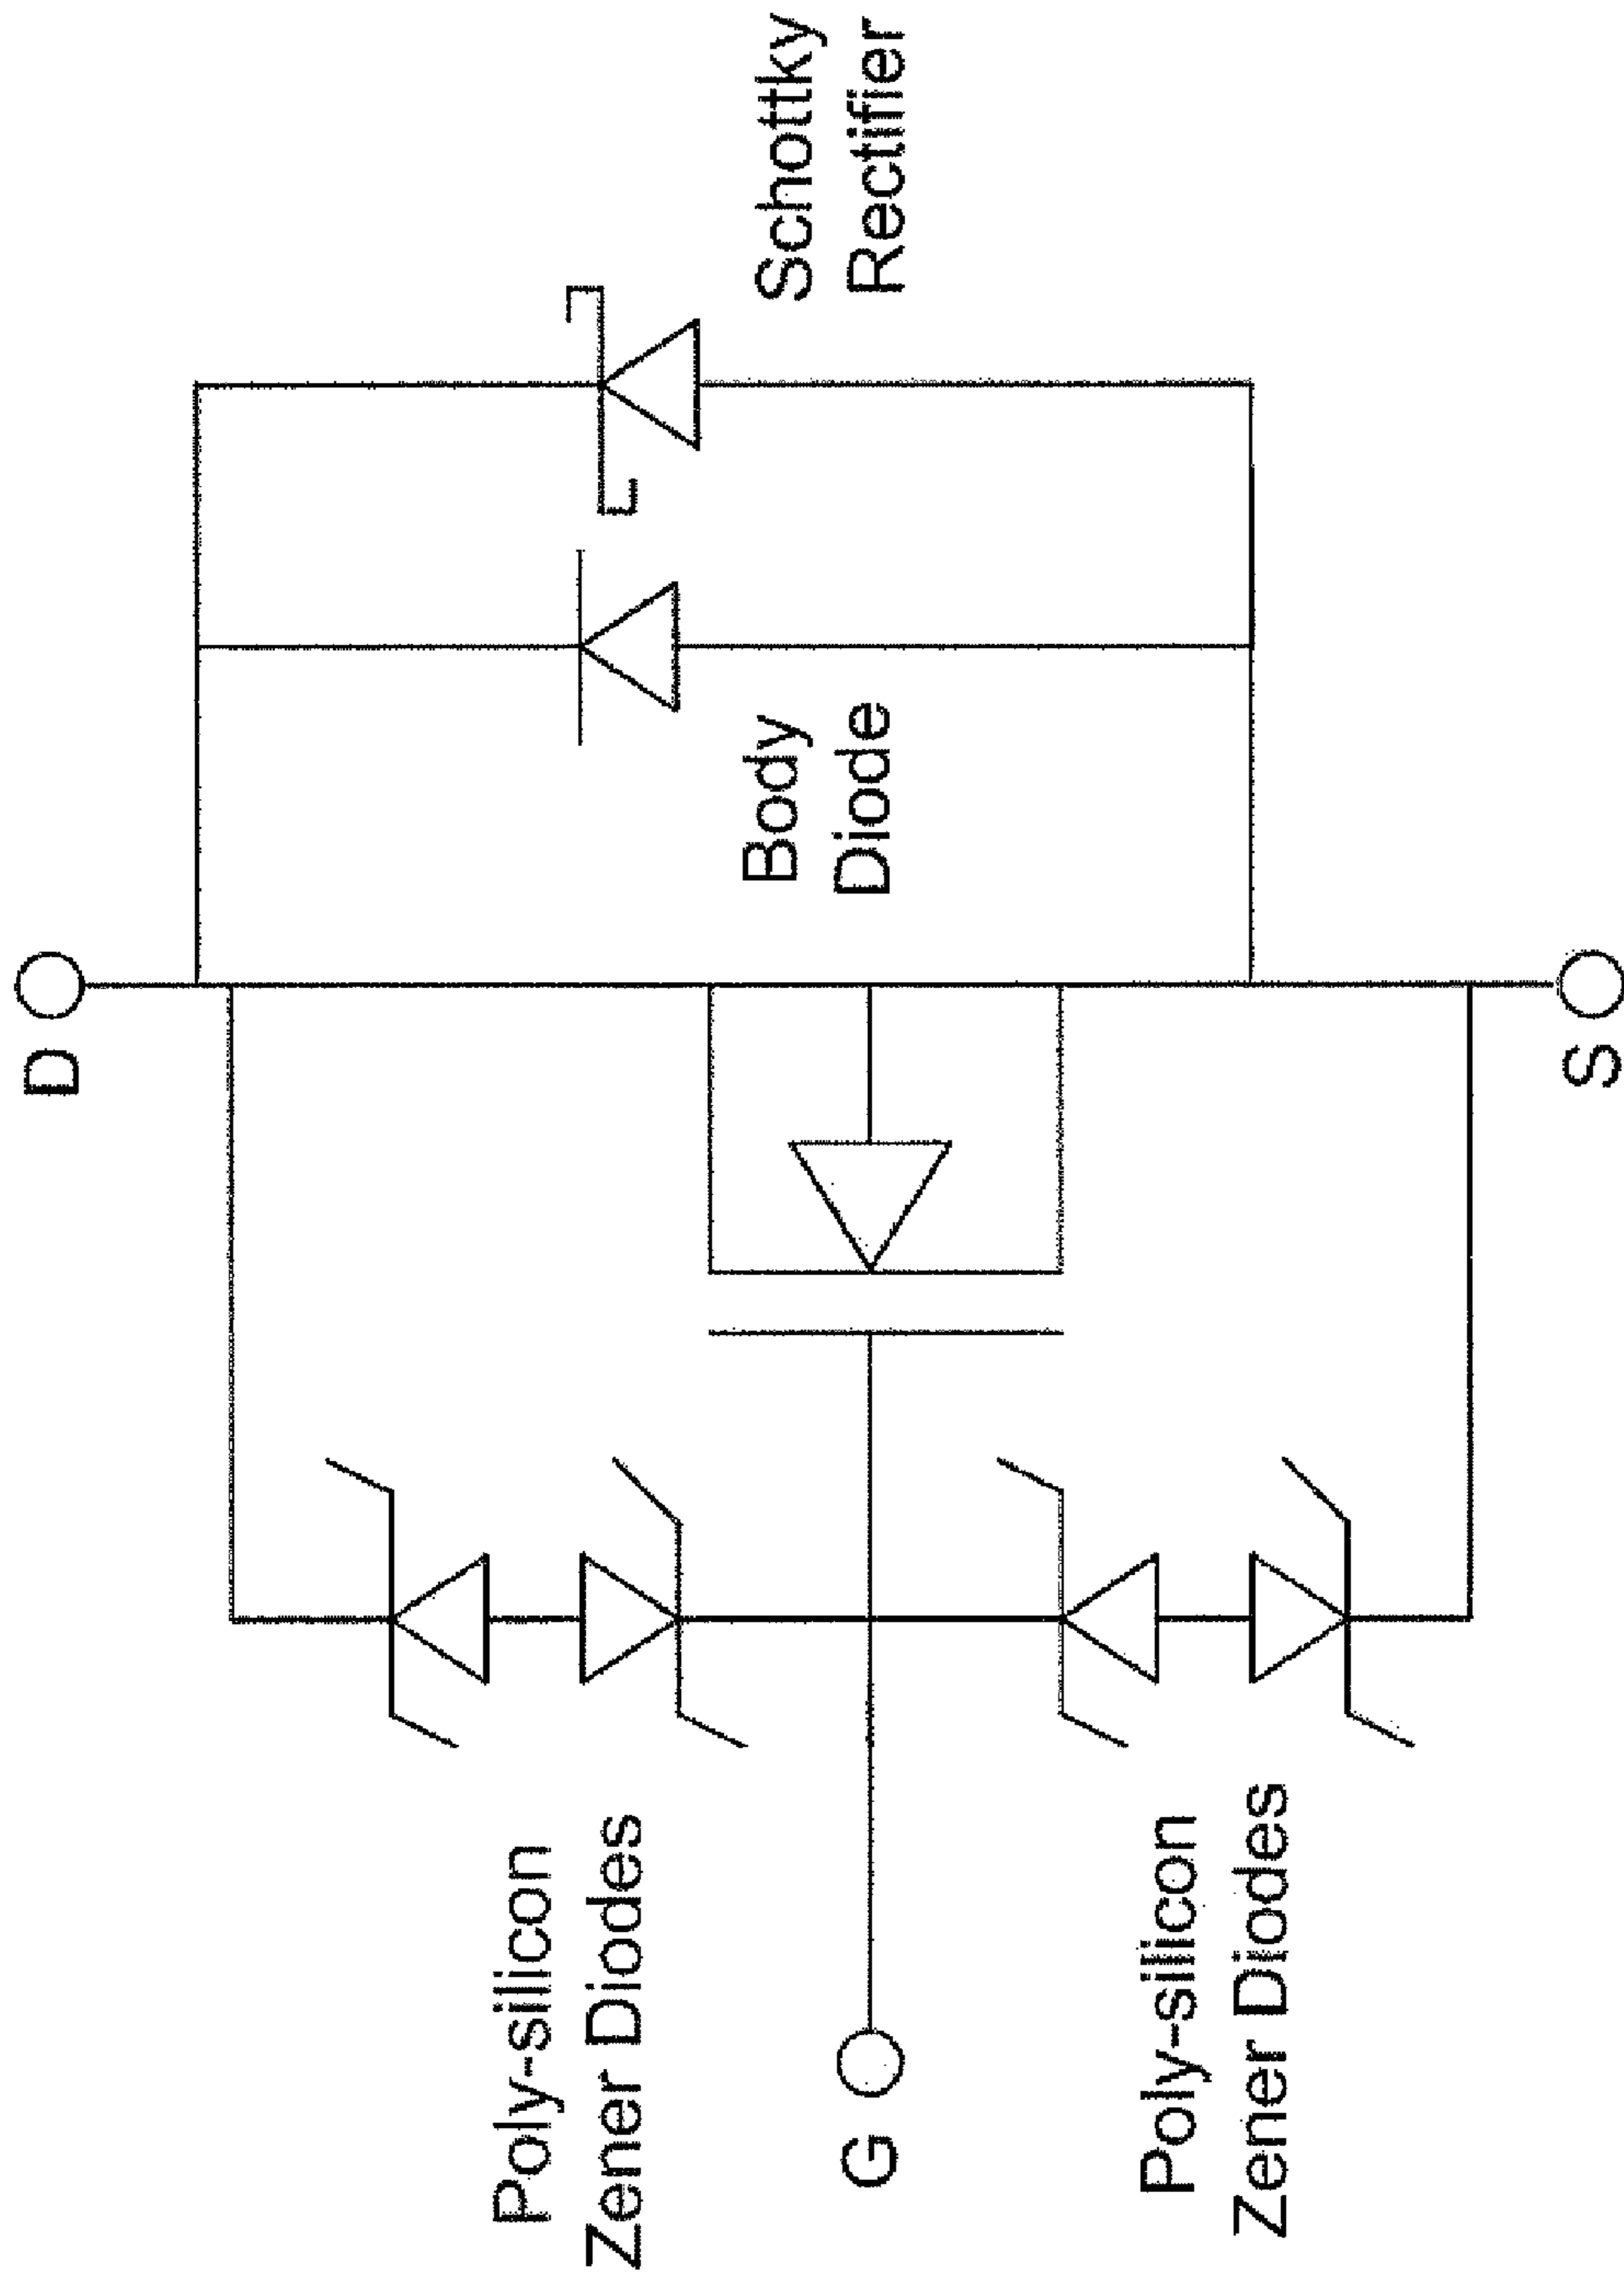 D
Poly-silicon
Zener Diodes
Body
Diode
Schottky
Rectifier
G
Poly-silicon
Zener Diodes
S